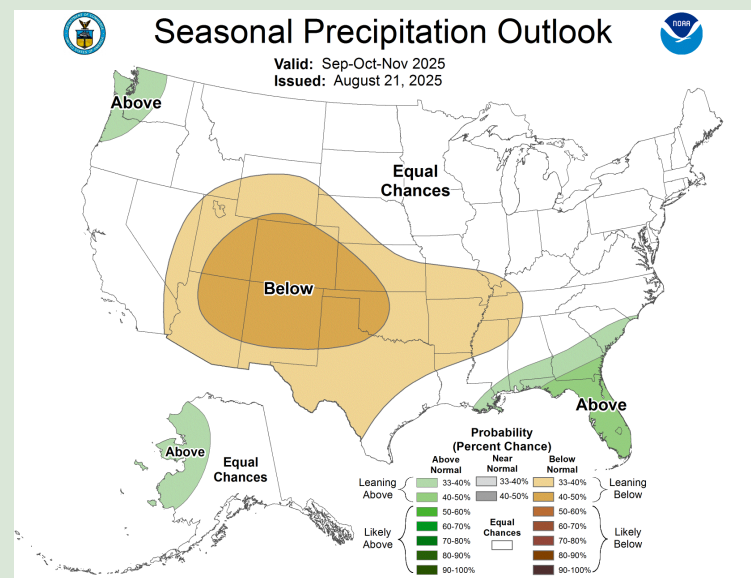 Seasonal Precipitation Outlook
NOAA
Valid: Sep-Oct-Nov 2025
Issued: August 21, 2025
Above
Equal
Chances
Below
Above
Above
Equal
Chances
Probability
(Percent Chance)
Above
Normal
Near
Normal
Below
Normal
Leaning
Above
33-40%
33-40%
33-40%
Leaning
Below
40-50%
40-50%
40-50%
Likely
Above
50-60%
Equal
Chances
50-60%
Likely
Below
60-70%
60-70%
70-80%
70-80%
80-90%
80-90%
90-100%
90-100%